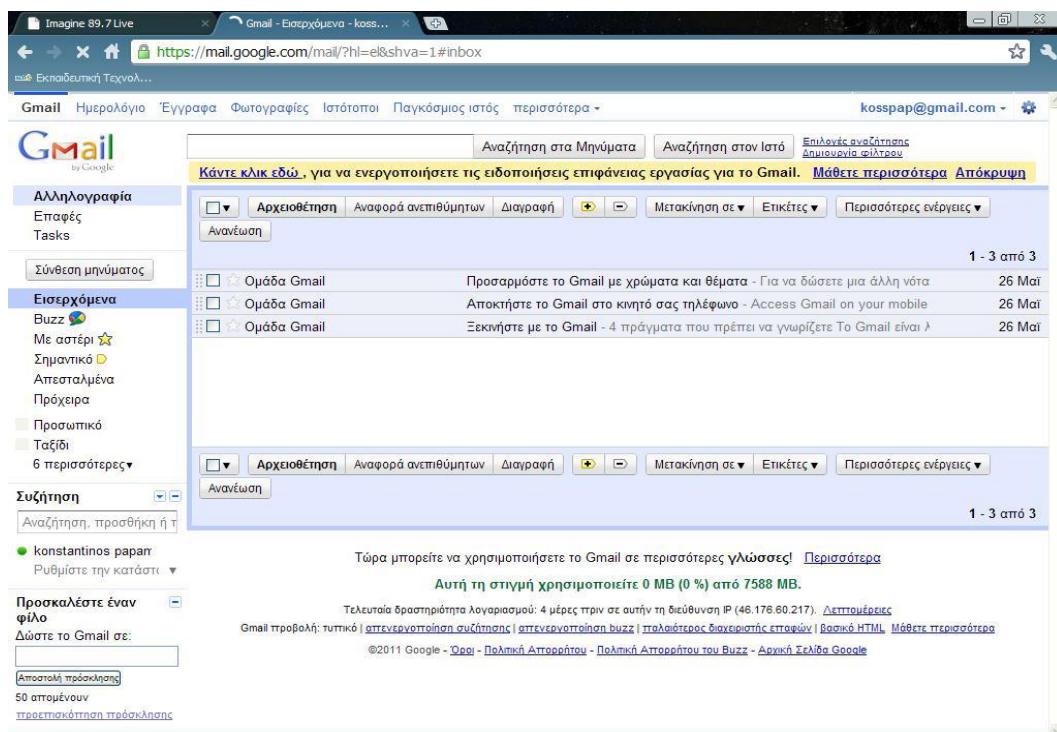 Imagine 89.7 Live
Gmail - Εισερχόμενα - koss...
https://mail.google.com/mail/?hl=el&shva=1#inbox
Εκπαιδευτική Τεχνολ...
Gmail Ημερολόγιο Έγγραφα Φωτογραφίες Ιστότοποι Παγκόσμιος ιστός περισσότερα
kosspap@gmail.com
Gmail
by Google
Αναζήτηση στα Μηνύματα Αναζήτηση στον Ιστό
Επιλογές αναζήτησης
Δημιουργία φίλτρου
Κάντε κλικ εδώ , για να ενεργοποιήσετε τις ειδοποιήσεις επιφάνειας εργασίας για το Gmail. Μάθετε περισσότερα Απόκρυψη
Αλληλογραφία
Επαφές
Tasks
Σύνθεση μηνύματος
Εισερχόμενα
Buzz
Με αστέρι
Σημαντικό
Απεσταλμένα
Πρόχειρα
Προσωπικό
Ταξίδι
6 περισσότερες
Αρχειοθέτηση Αναφορά ανεπιθύμητων Διαγραφή Μετακίνηση σε Ετικέτες Περισσότερες ενέργειες
Ανανέωση
1 - 3 από 3
Ομάδα Gmail Προσαρμόστε το Gmail με χρώματα και θέματα - Για να δώσετε μια άλλη νότα 26 Μαϊ
Ομάδα Gmail Αποκτήστε το Gmail στο κινητό σας τηλέφωνο - Access Gmail on your mobile 26 Μαϊ
Ομάδα Gmail Ξεκινήστε με το Gmail - 4 πράγματα που πρέπει να γνωρίζετε Το Gmail είναι λ 26 Μαϊ
Αρχειοθέτηση Αναφορά ανεπιθύμητων Διαγραφή Μετακίνηση σε Ετικέτες Περισσότερες ενέργειες
Ανανέωση
1 - 3 από 3
Συζήτηση
Αναζήτηση, προσθήκη ή τ
konstantinos papam
Ρυθμίστε την κατάστ
Προσκαλέστε έναν
φίλο
Δώστε το Gmail σε:
Αποστολή πρόσκλησης
50 απομένουν
προεπισκόπηση πρόσκλησης
Τώρα μπορείτε να χρησιμοποιήσετε το Gmail σε περισσότερες γλώσσες! Περισσότερα
Αυτή τη στιγμή χρησιμοποιείτε 0 MB (0 %) από 7588 MB.
Τελευταία δραστηριότητα λογαριασμού: 4 μέρες πριν σε αυτήν τη διεύθυνση IP (46.176.60.217). Λεπτομέρειες
Gmail προβολή: τυπικό | απενεργοποίηση συζήτησης | απενεργοποίηση buzz | παλαιότερος διαχειριστής επαφών | βασικό HTML Μάθετε περισσότερα
©2011 Google - Όροι - Πολιτική Απορρήτου - Πολιτική Απορρήτου του Buzz - Αρχική Σελίδα Google